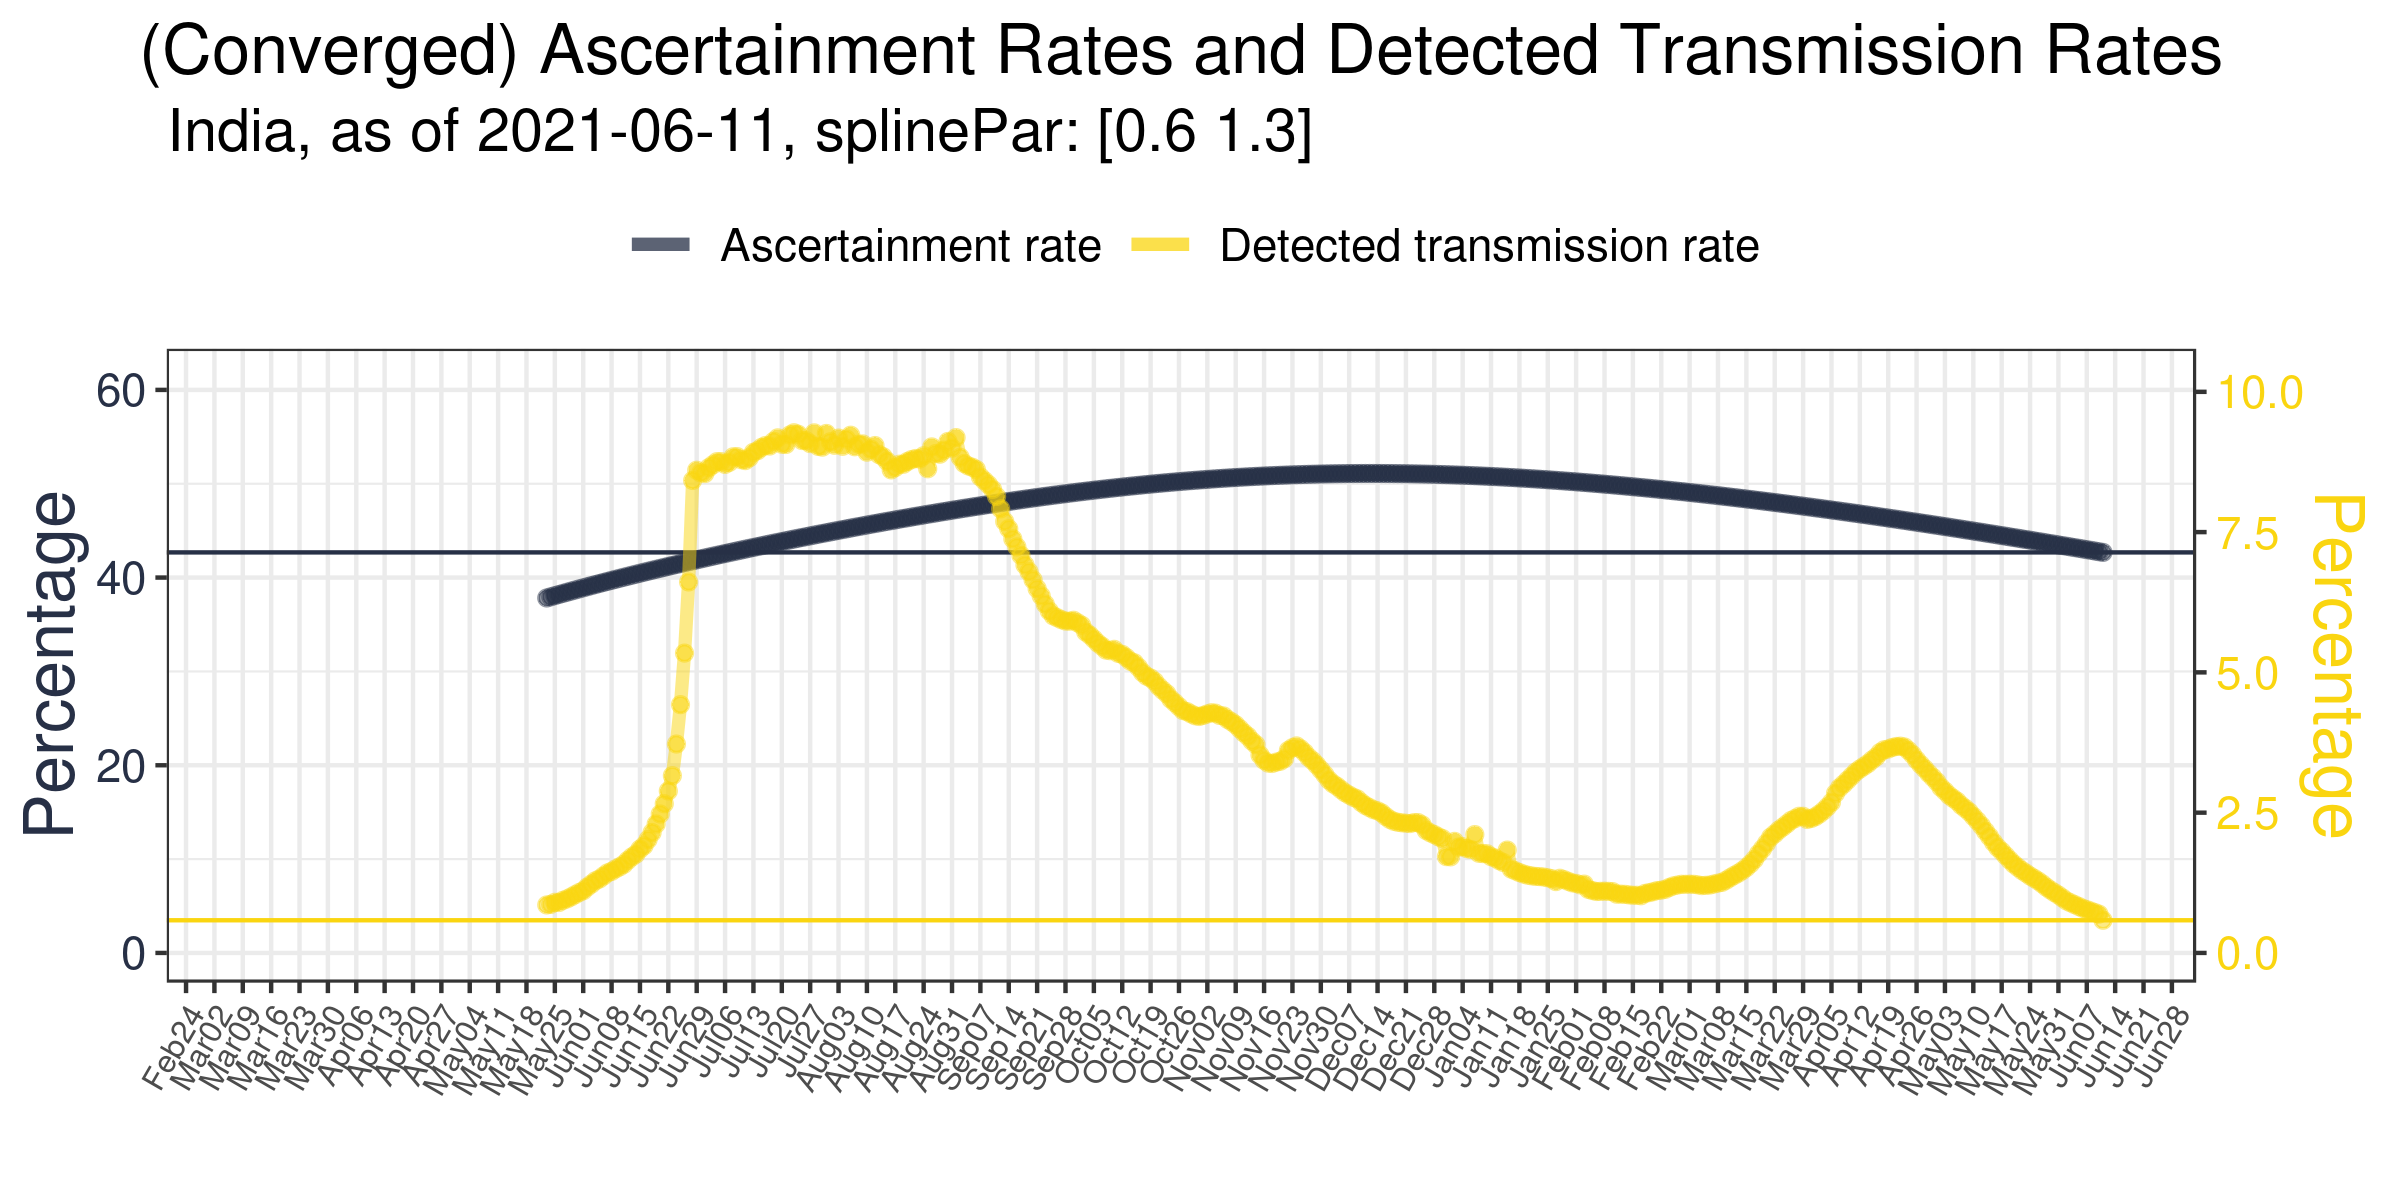 (Converged) Ascertainment Rates and Detected Transmission Rates
India, as of 2021-06-11, splinePar: [0.6 1.3]
Ascertainment rate Detected transmission rate
Percentage
60
40
20
0
10.0
7.5
5.0
2.5
0.0
Percentage
Feb24 Mar02 Mar09 Mar16 Mar23 Mar30 Apr06 Apr13 Apr20 Apr27 May04 May11 May18 May25 Jun01 Jun08 Jun15 Jun22 Jun29 Jul06 Jul13 Jul20 Jul27 Aug03 Aug10 Aug17 Aug24 Aug31 Sep07 Sep14 Sep21 Sep28 Oct05 Oct12 Oct19 Oct26 Nov02 Nov09 Nov16 Nov23 Nov30 Dec07 Dec14 Dec21 Dec28 Jan04 Jan11 Jan18 Jan25 Feb01 Feb08 Feb15 Feb22 Mar01 Mar08 Mar15 Mar22 Mar29 Apr05 Apr12 Apr19 Apr26 May03 May10 May17 May24 May31 Jun07 Jun14 Jun21 Jun28